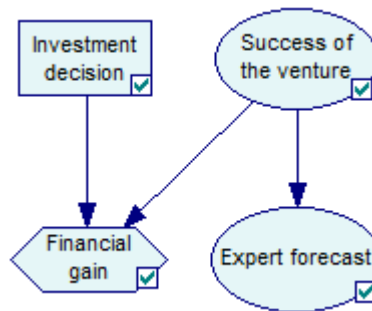 Investment
decision
Success of
the venture
Financial
gain
Expert forecast